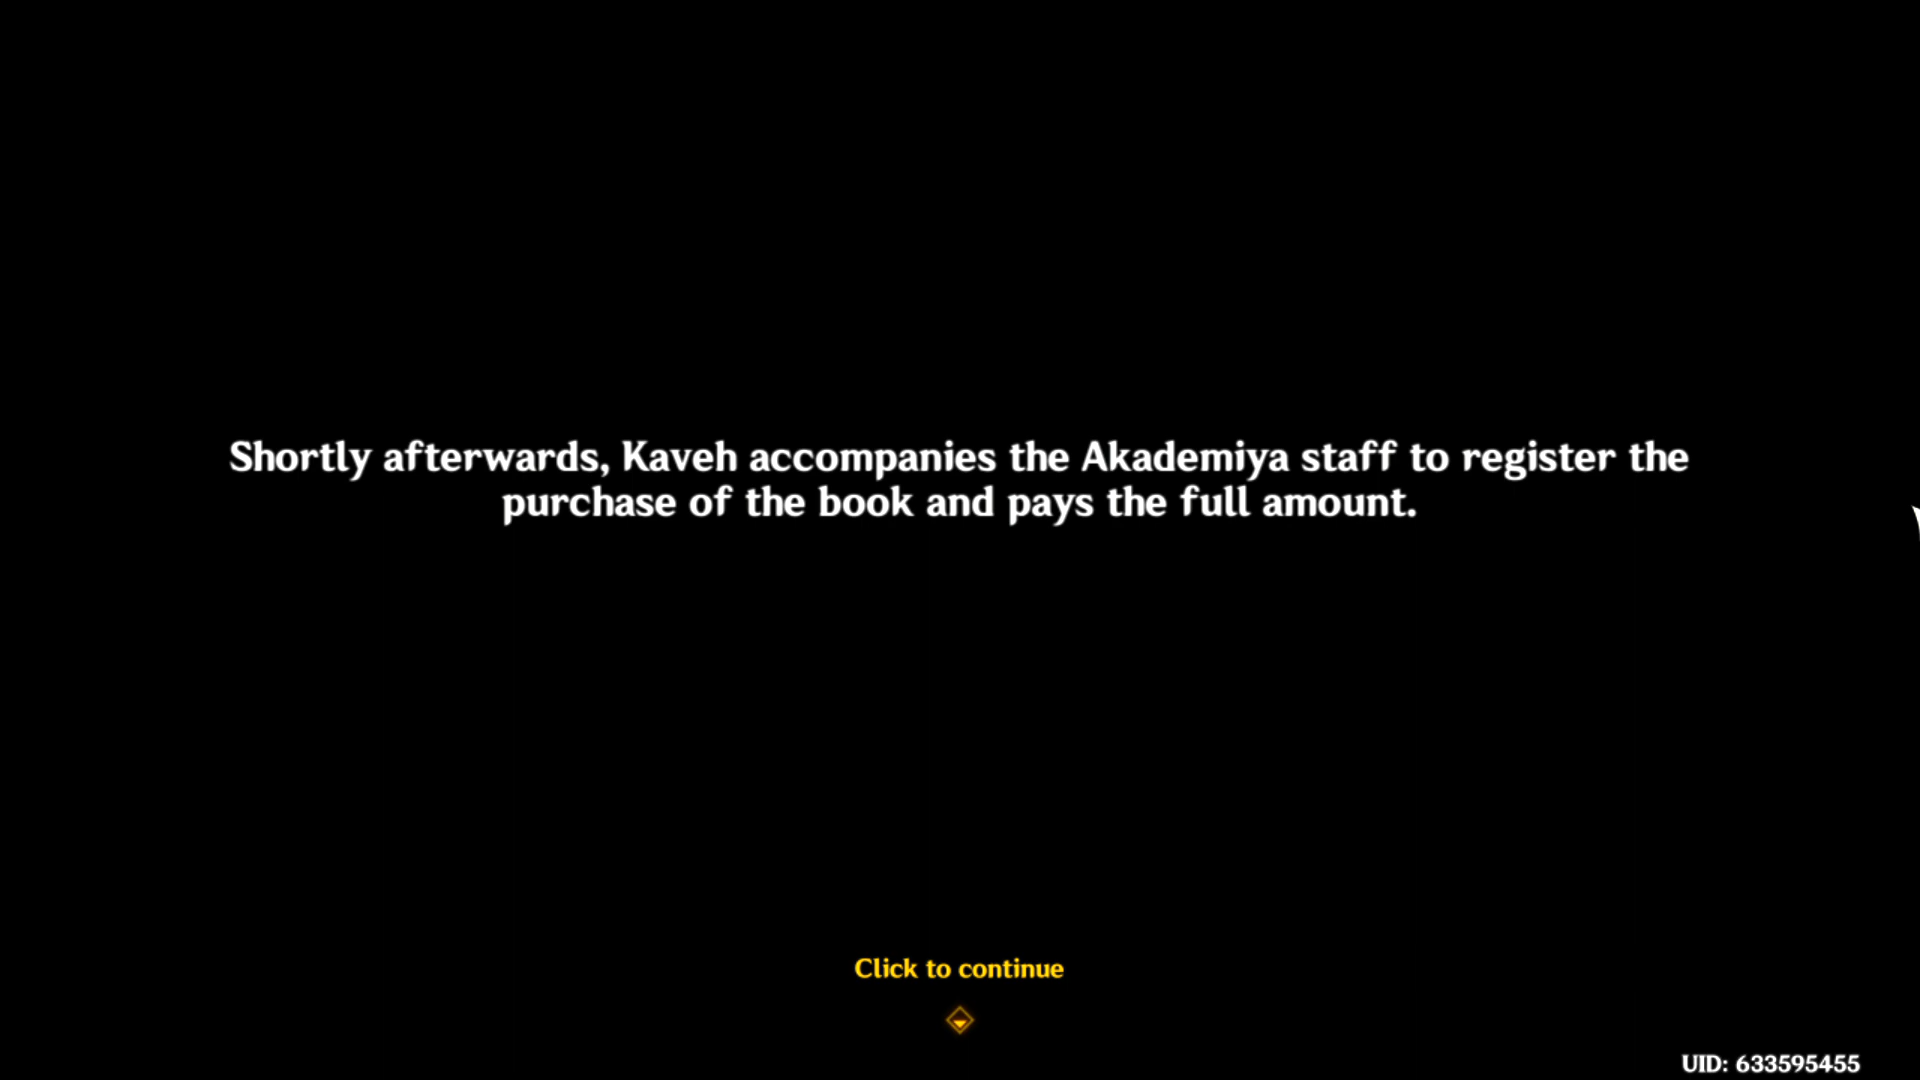 Shortly afterwards, Kaveh accompanies the Akademiya staff to register the
purchase of the book and pays the full amount.
Click to continue
UID: 633595455